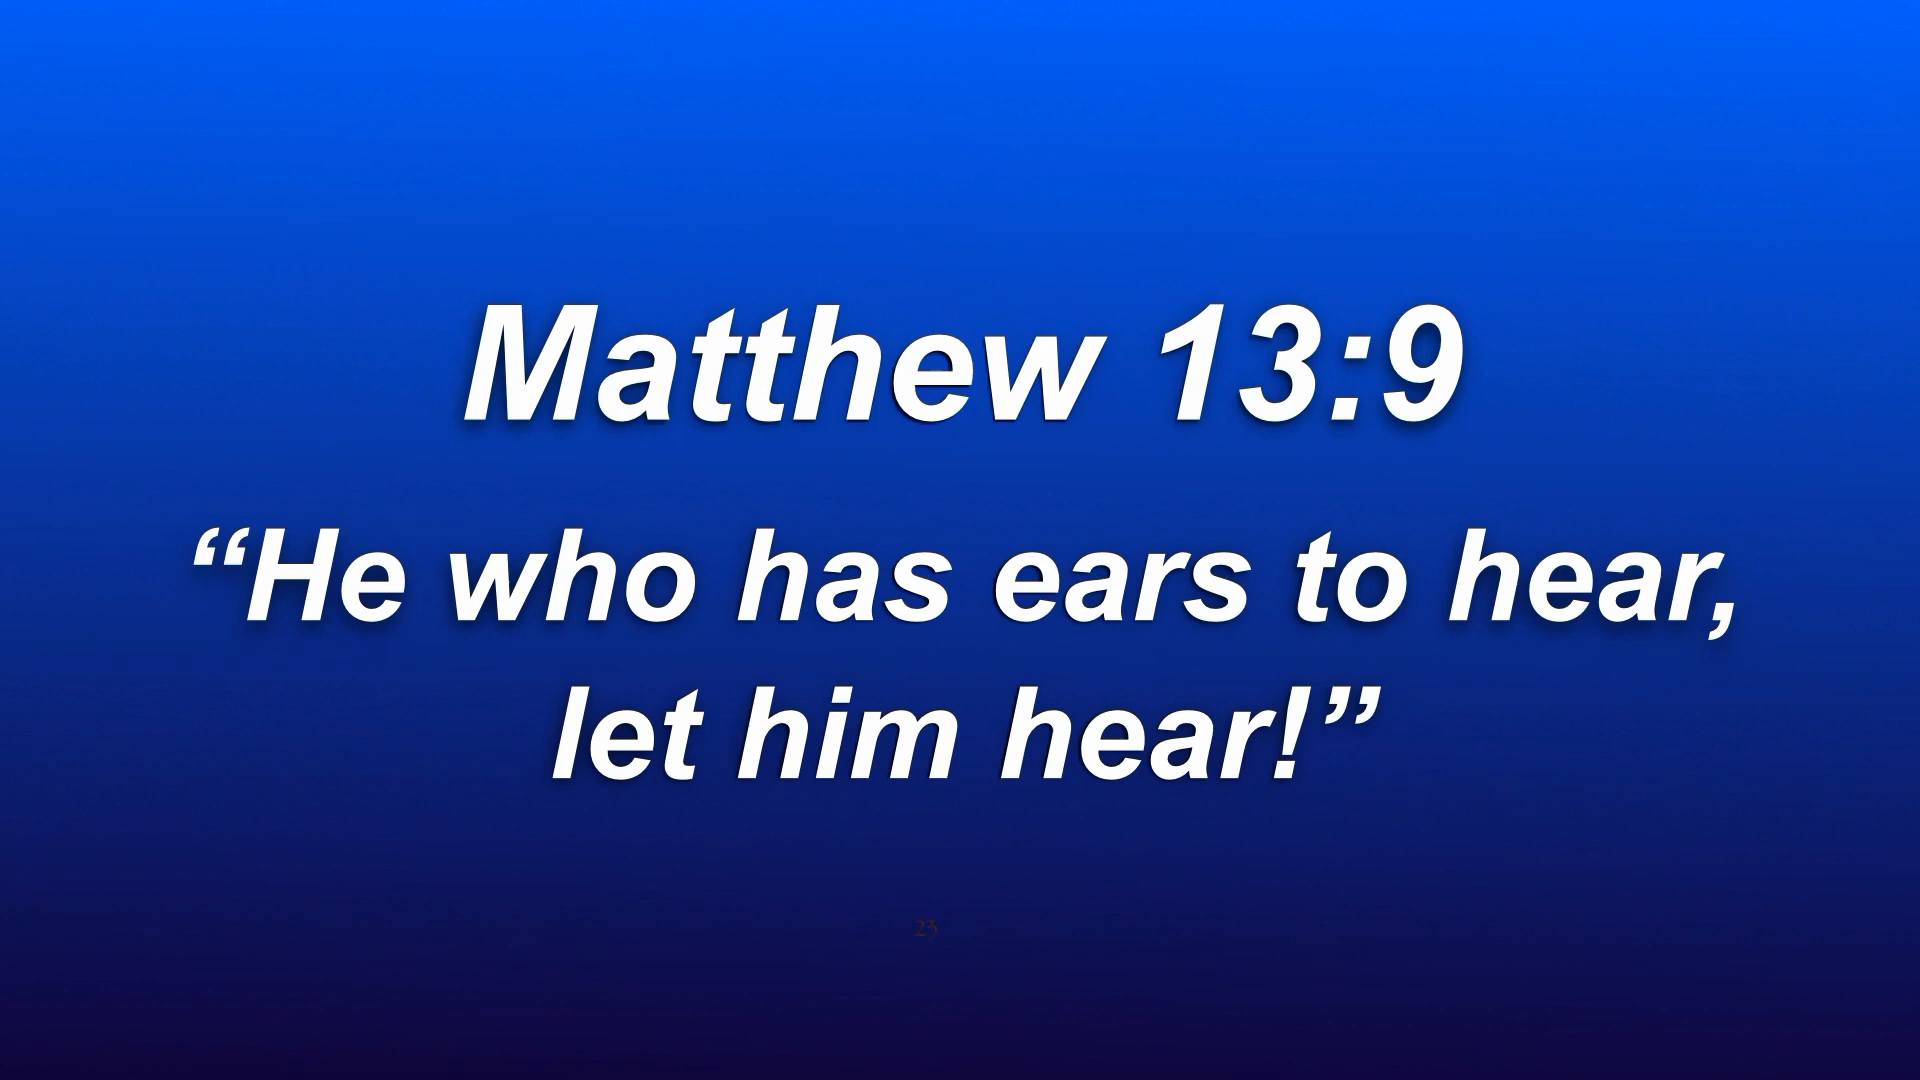 Matthew 13:9
“He who has ears to hear,
let him hear!”
23